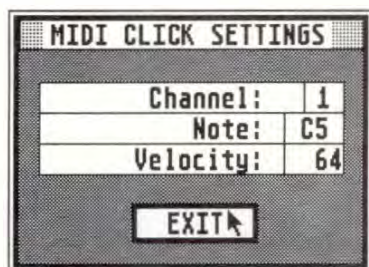 MIDI CLICK SETTINGS
Channel: 1
Note: C5
Velocity: 64
EXIT